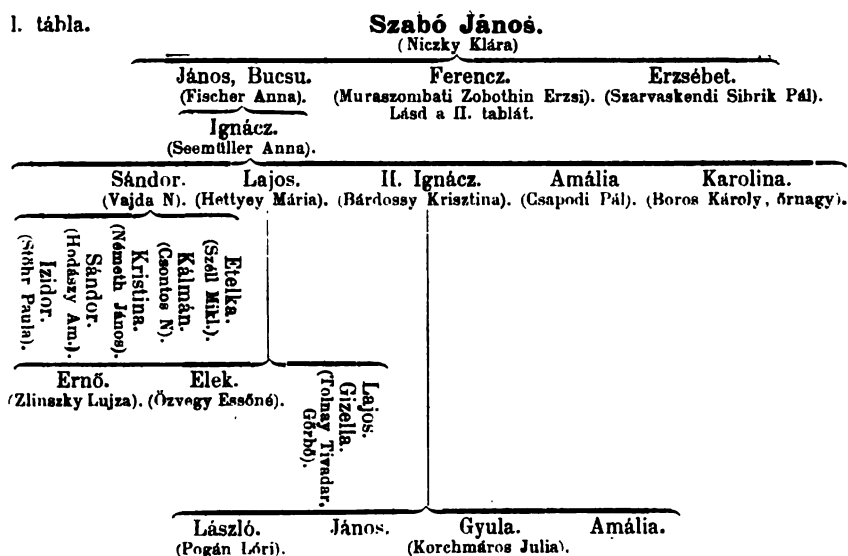 I. tábla.
Szabó János.
(Niczky Klára)
János, Bucsu. Ferencz. Erzsébet.
(Fischer Anna). (Muraszombati Zobothin Erzsi). (Szarvaskendi Sibrik Pál).
Lásd a II. tablát.
Ignácz.
(Seemüller Anna).
Sándor. Lajos. II. Ignácz. Amália Karolina.
(Vajda N). (Hettyey Mária). (Bárdossy Krisztina). (Csapodi Pál). (Boros Károly, őrnagy).
Etelka.
(Széll Mikl.).
Kálmán.
(Csontos N).
Kristina.
(Németh János).
Sándor.
(Hodászy Am.).
Izidor.
(Stöhr Paula).
Ernő. Elek.
(Zlinszky Lujza). (Özvegy Essőné).
Lajos.
Gizella.
(Tolnay Tivadar,
Görbő).
László. János. Gyula. Amália.
(Pogán Lóri). (Korchmáros Julia).